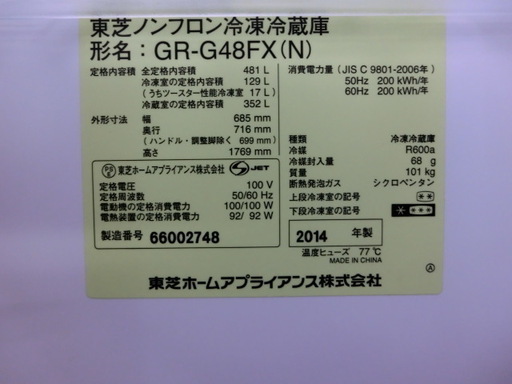 東芝ノンフロン冷凍冷蔵庫
形名：GR-G48FX(N)
定格内容積 全定格内容積 481 L
冷凍室の定格内容積 129 L
(うちツースター性能冷凍室 17 L)
冷蔵室の定格内容積 352 L
外形寸法 幅 685 mm
奥行 716 mm
(ハンドル・調整脚除く 699 mm)
高さ 1769 mm
東芝ホームアプライアンス株式会社 JET
定格電圧 100 V
定格周波数 50/60 Hz
電動機の定格消費電力 100/100 W
電熱装置の定格消費電力 92/ 92 W
製造番号 66002748
消費電力量 (JIS C 9801-2006年)
50Hz 200 kWh/年
60Hz 200 kWh/年
種類 冷凍冷蔵庫
冷媒 R600a
冷媒封入量 68 g
質量 101 kg
断熱発泡ガス シクロペンタン
上段冷凍室の記号 **
下段冷凍室の記号 * ***
2014 年製
温度ヒューズ 77 ℃
MADE IN CHINA
Ⓐ
東芝ホームアプライアンス株式会社